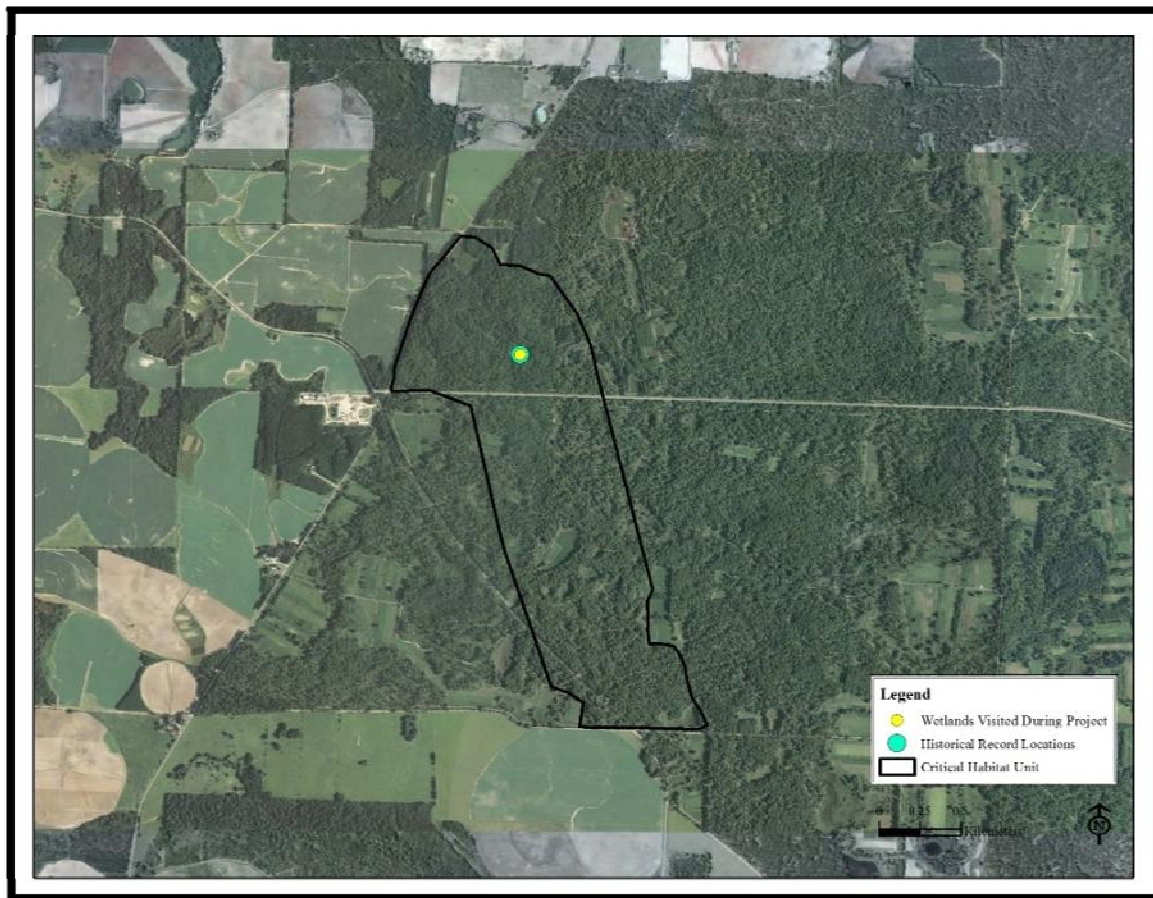 Legend
Wetlands Visited During Project
Historical Record Locations
Critical Habitat Unit
0 0.25 0.5
Kilometers
N